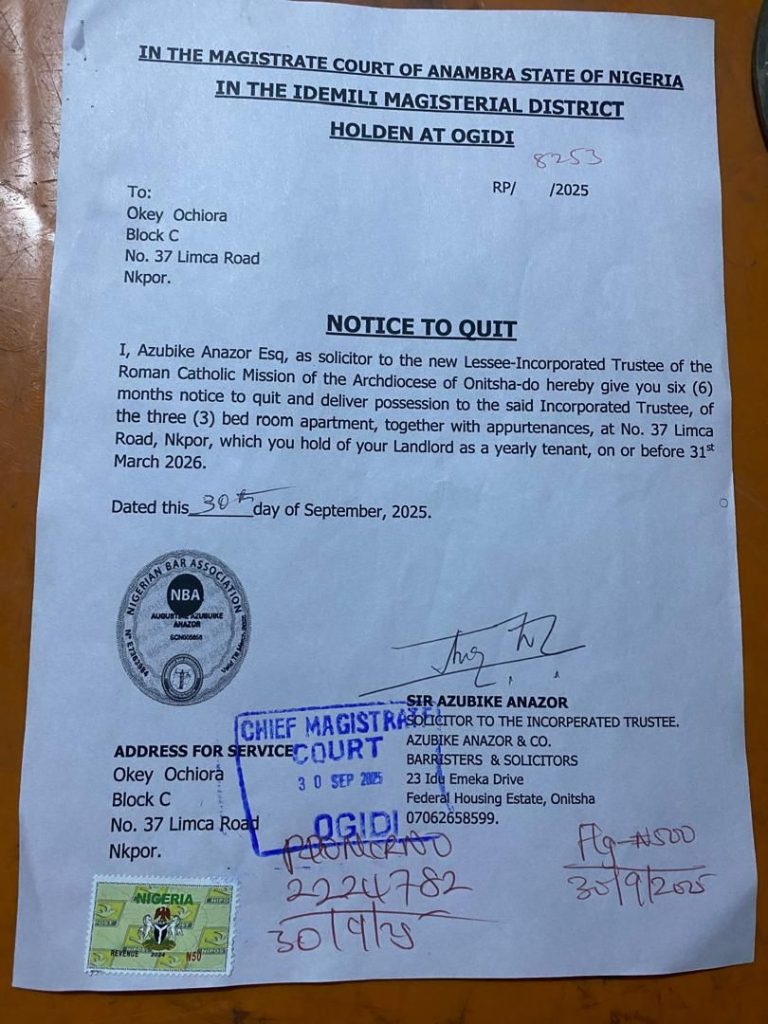 IN THE MAGISTRATE COURT OF ANAMBRA STATE OF NIGERIA
IN THE IDEMILI MAGISTERIAL DISTRICT
HOLDEN AT OGIDI
8253
RP/ /2025
To:
Okey Ochiora
Block C
No. 37 Limca Road
Nkpor.
NOTICE TO QUIT
I, Azubike Anazor Esq, as solicitor to the new Lessee-Incorporated Trustee of the
Roman Catholic Mission of the Archdiocese of Onitsha-do hereby give you six (6)
months notice to quit and deliver possession to the said Incorporated Trustee, of
the three (3) bed room apartment, together with appurtenances, at No. 37 Limca
Road, Nkpor, which you hold of your Landlord as a yearly tenant, on or before 31st
March 2026.
Dated this 30th day of September, 2025.
NIGERIAN BAR ASSOCIATION
NBA
AUGUSTINE AZUBIKE
ANAZOR
SIR AZUBIKE ANAZOR
SOLICITOR TO THE INCORPERATED TRUSTEE.
AZUBIKE ANAZOR & CO.
BARRISTERS & SOLICITORS
23 Idu Emeka Drive
Federal Housing Estate, Onitsha
07062658599.
CHIEF MAGISTRATE
COURT
30 SEP 2025
OGIDI
ADDRESS FOR SERVICE
Okey Ochiora
Block C
No. 37 Limca Road
Nkpor.
2224782
30/9/25
₦500
30/9/2025
NIGERIA
REVENUE 2024 N50